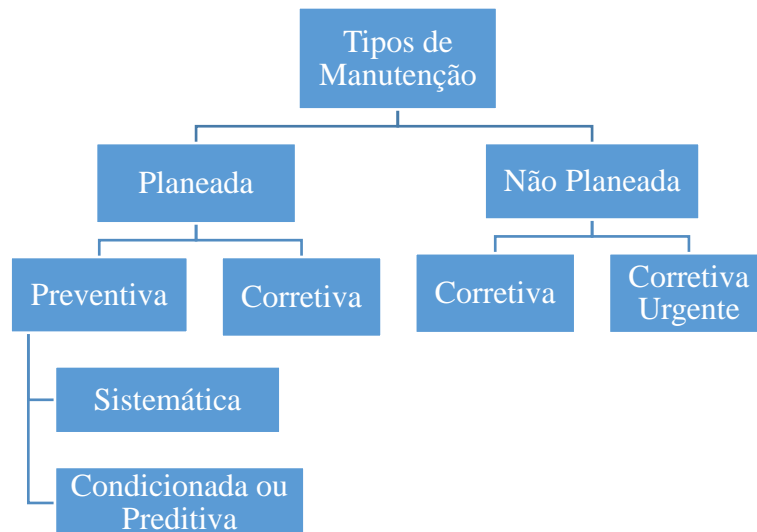 Tipos de
Manutenção
Planeada
Não Planeada
Preventiva
Corretiva
Corretiva
Corretiva
Urgente
Sistemática
Condicionada ou
Preditiva